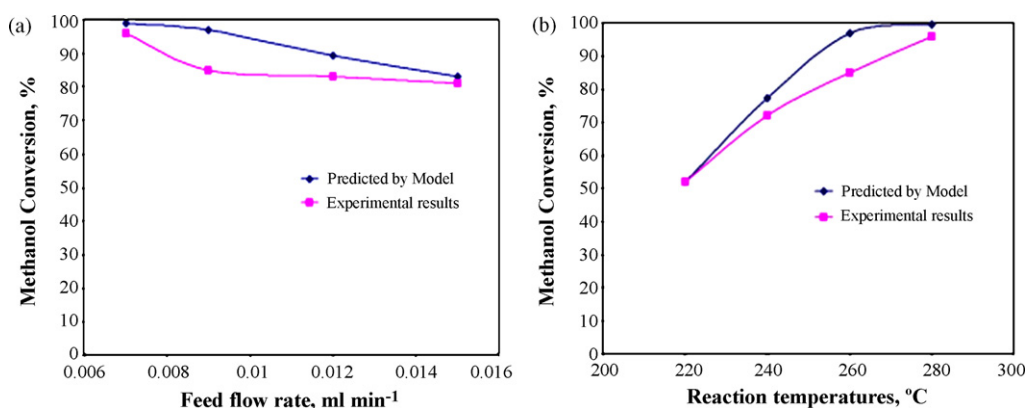 (a)
Methanol Conversion, %
100
90
80
70
60
50
40
30
20
10
0
Predicted by Model
Experimental results
0.006 0.008 0.01 0.012 0.014 0.016
Feed flow rate, ml min⁻¹
(b)
Methanol Conversion, %
100
90
80
70
60
50
40
30
20
10
0
Predicted by Model
Experimental results
200 220 240 260 280 300
Reaction temperatures, ºC